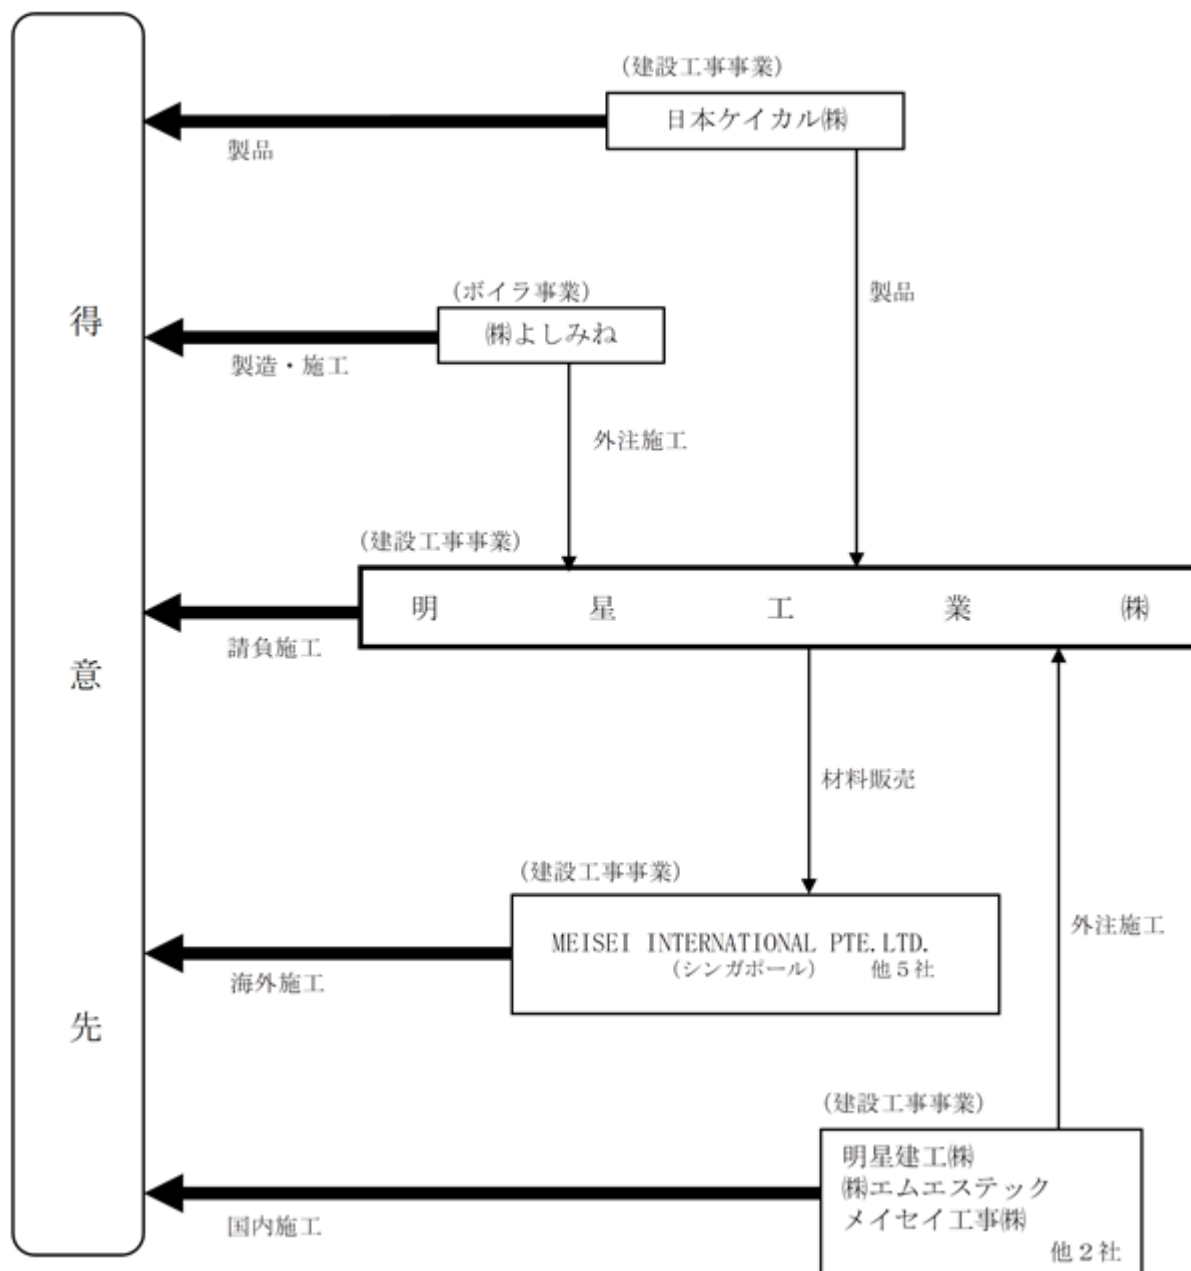 (建設工事事業)
日本ケイカル㈱
製品
製品
(ボイラ事業)
㈱よしみね
製造・施工
外注施工
(建設工事事業)
明星工業㈱
請負施工
材料販売
(建設工事事業)
MEISEI INTERNATIONAL PTE.LTD.
(シンガポール) 他5社
海外施工
外注施工
(建設工事事業)
明星建工㈱
㈱エムエステック
メイセイ工事㈱
他2社
国内施工
得意先